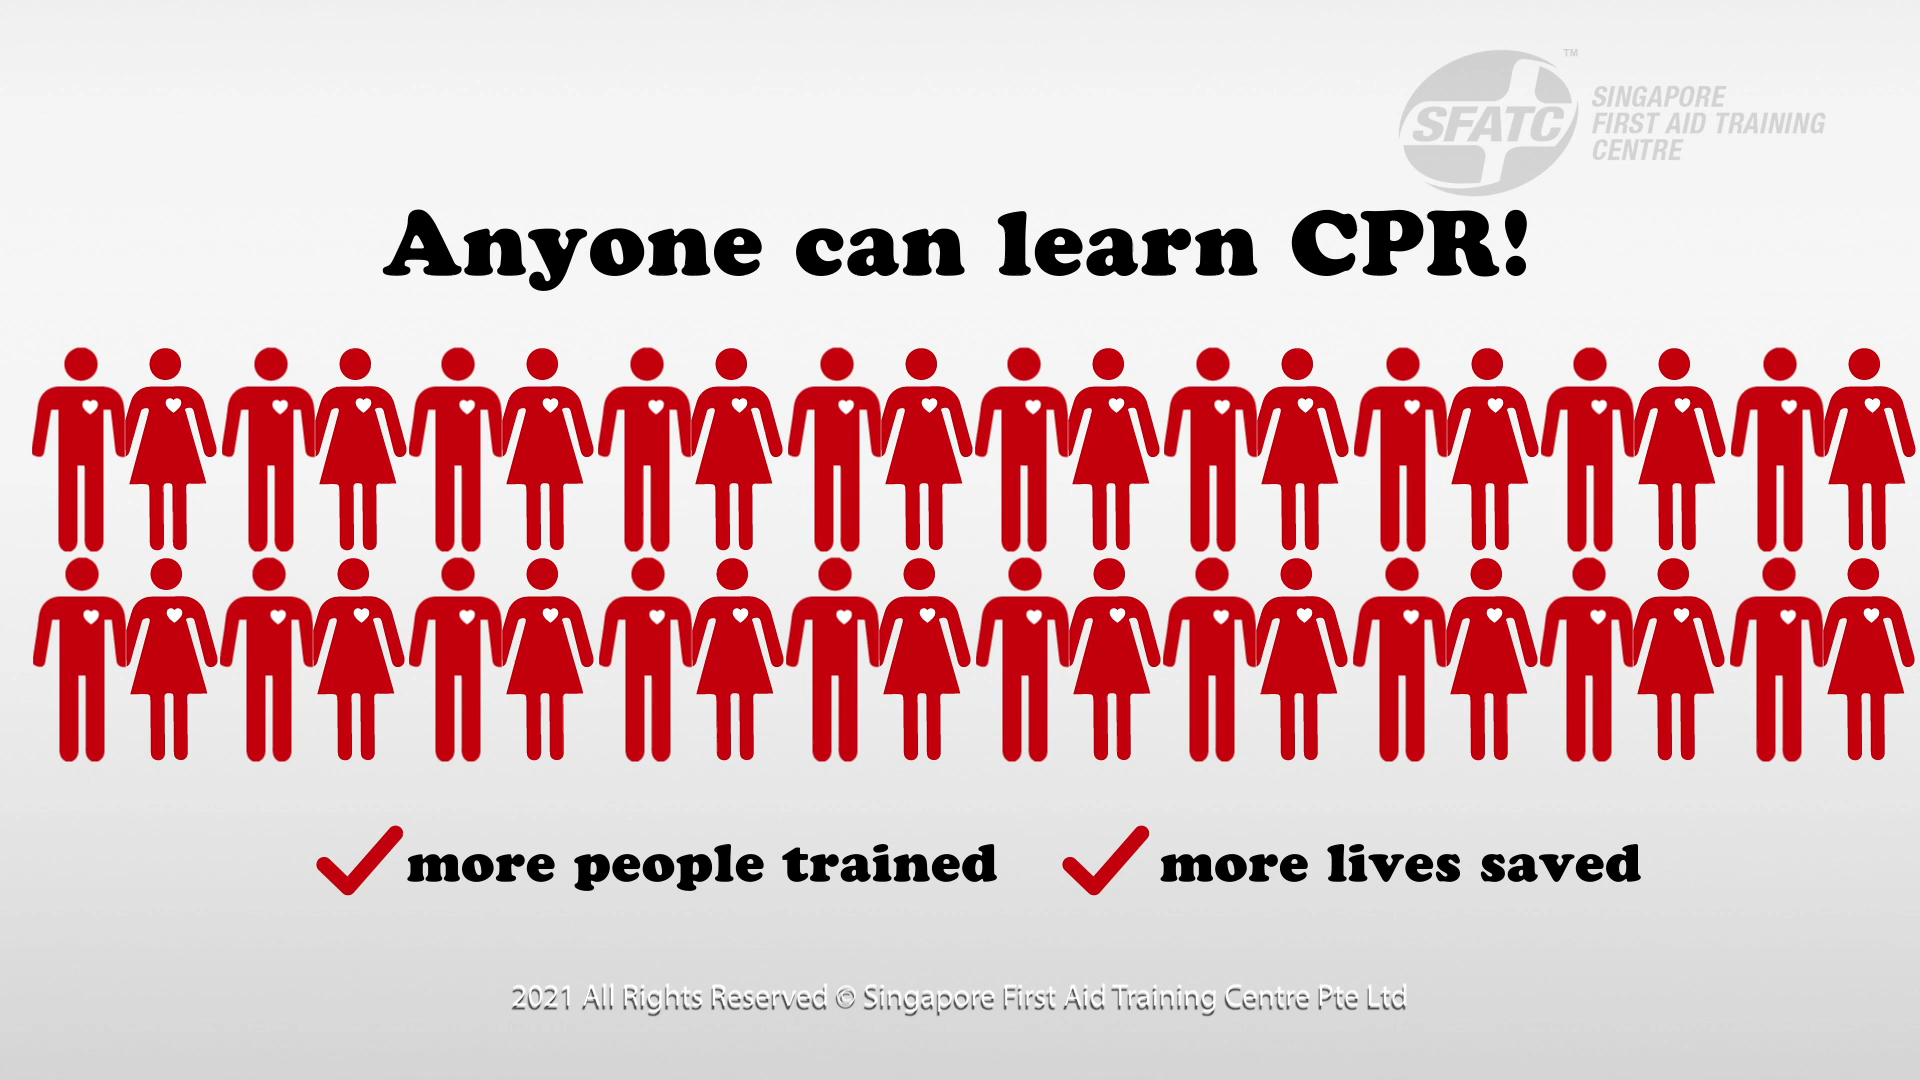 SFATC
TM
SINGAPORE
FIRST AID TRAINING
CENTRE
Anyone can learn CPR!
more people trained
more lives saved
2021 All Rights Reserved © Singapore First Aid Training Centre Pte Ltd